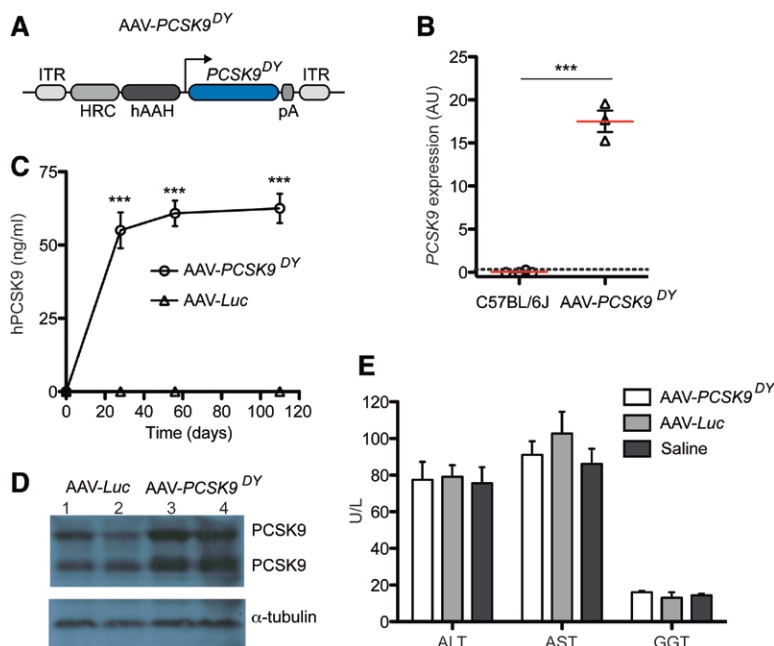 A
AAV-PCSK9DY
ITR
PCSK9DY
ITR
HRC
hAAH
pA
B
***
PCSK9 expression (AU)
25
20
15
10
5
0
C57BL/6J
AAV-PCSK9DY
C
hPCSK9 (ng/ml)
75
50
25
0
***
***
***
AAV-PCSK9DY
AAV-Luc
0
20
40
60
80
100
120
Time (days)
D
AAV-Luc
AAV-PCSK9DY
1
2
3
4
PCSK9
PCSK9
α-tubulin
E
U/L
120
100
80
60
40
20
0
AAV-PCSK9DY
AAV-Luc
Saline
ALT
AST
GGT